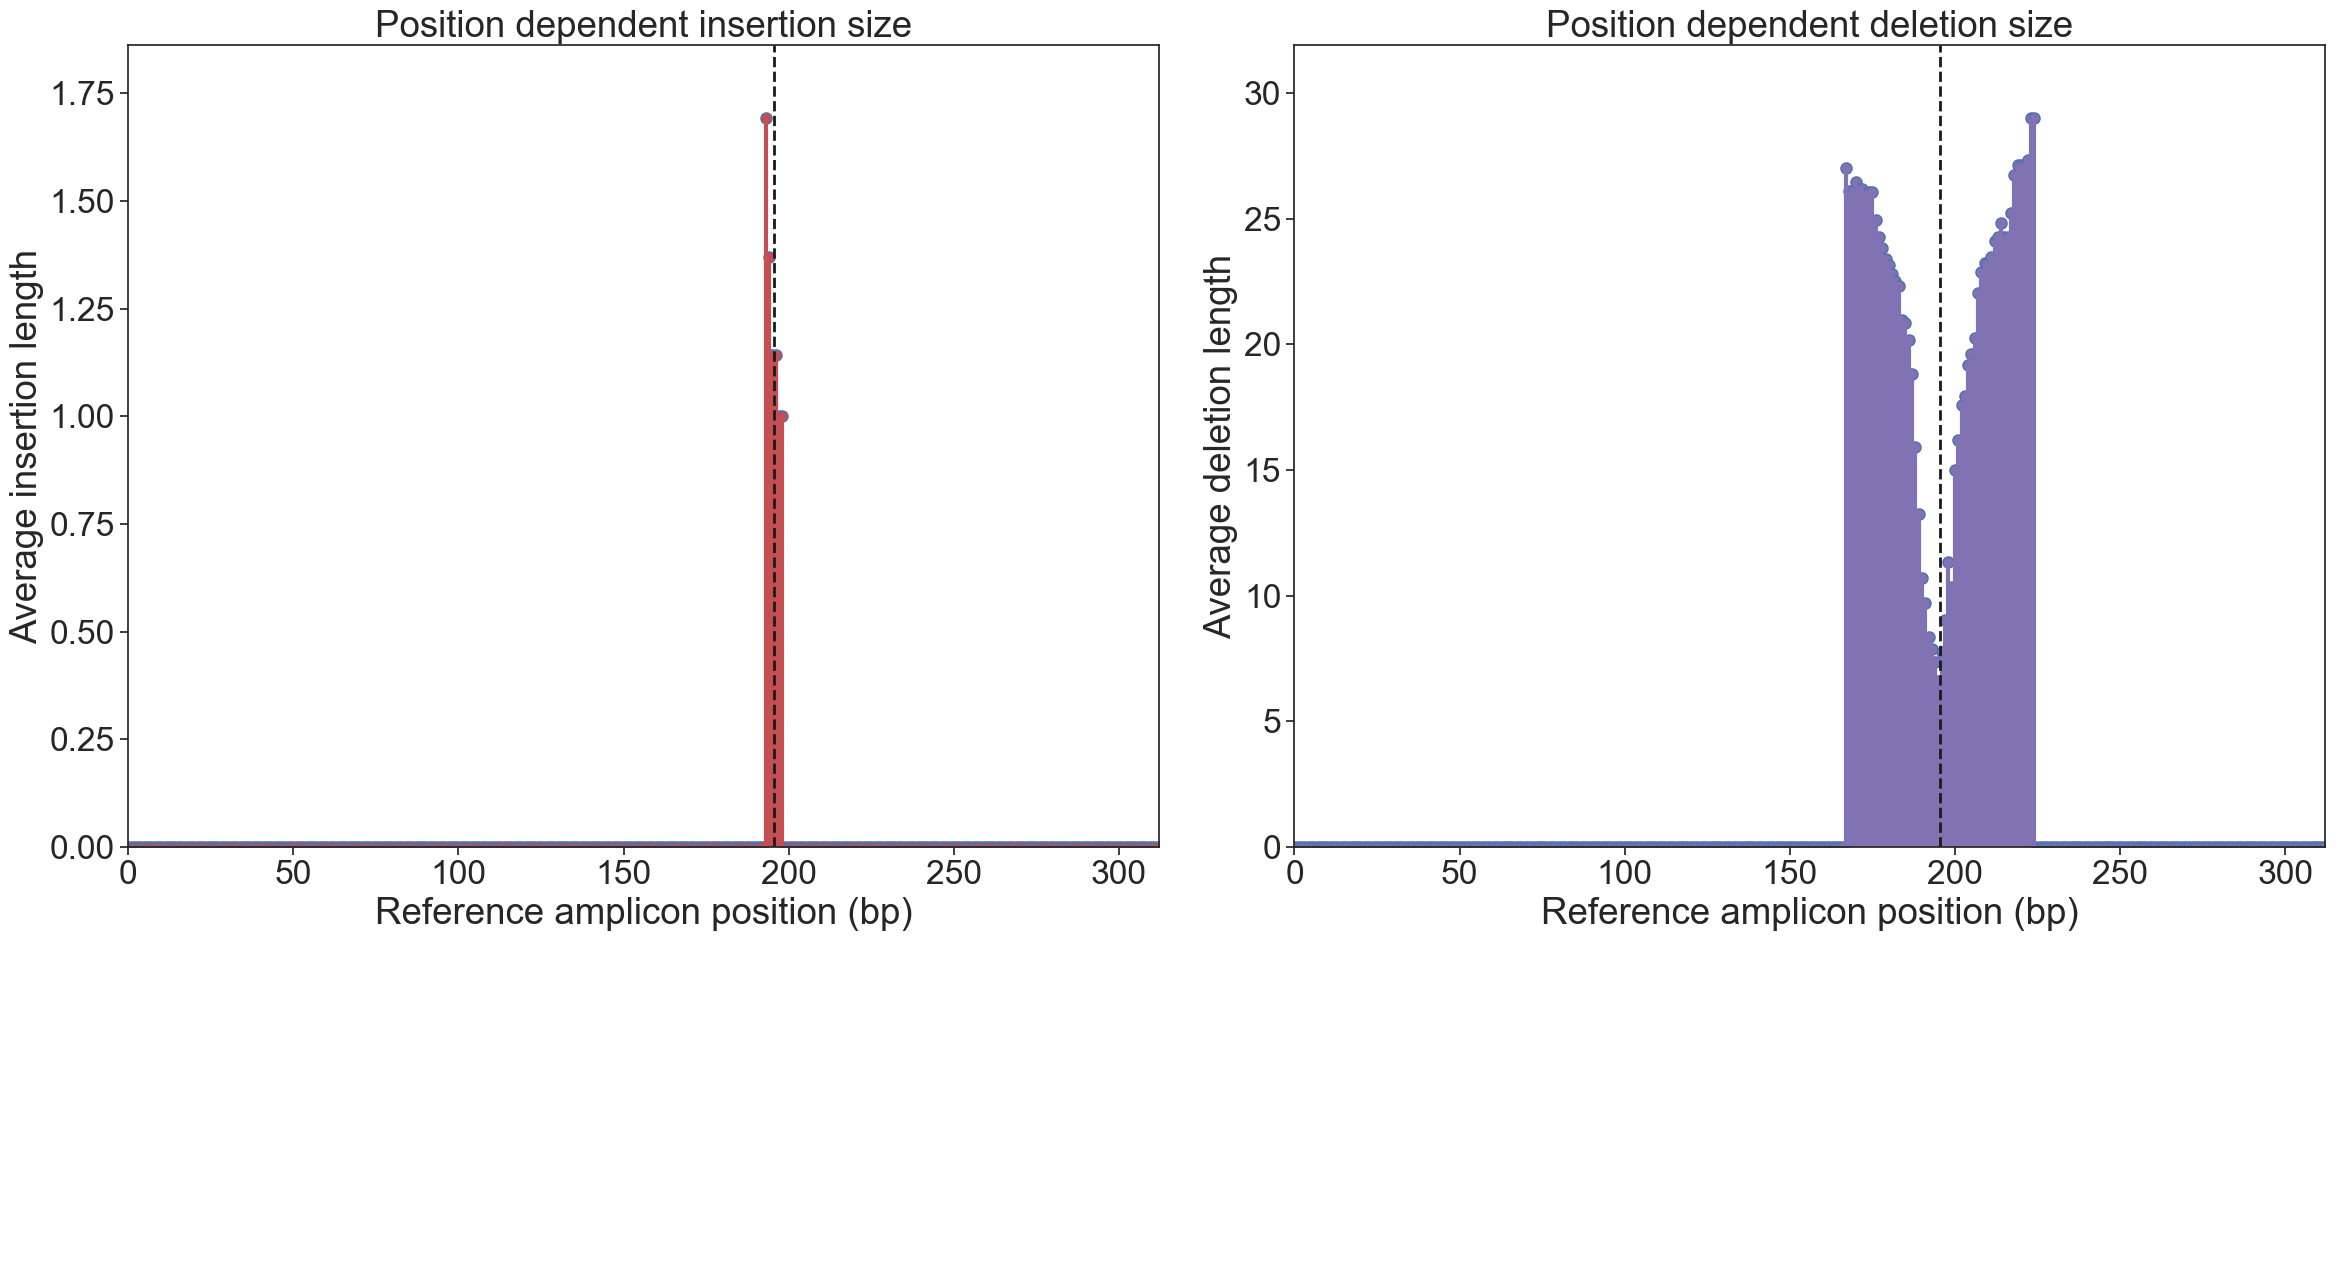 Position dependent insertion size
Average insertion length
1.75
1.50
1.25
1.00
0.75
0.50
0.25
0.00
0 50 100 150 200 250 300
Reference amplicon position (bp)
Position dependent deletion size
Average deletion length
30
25
20
15
10
5
0
0 50 100 150 200 250 300
Reference amplicon position (bp)